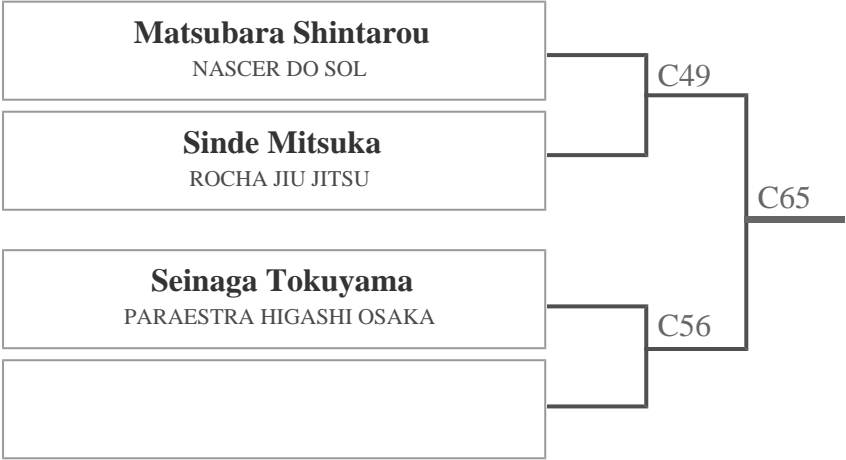 Matsubara Shintarou
NASCER DO SOL
C49
Sinde Mitsuka
ROCHA JIU JITSU
C65
Seinaga Tokuyama
PARAESTRA HIGASHI OSAKA
C56